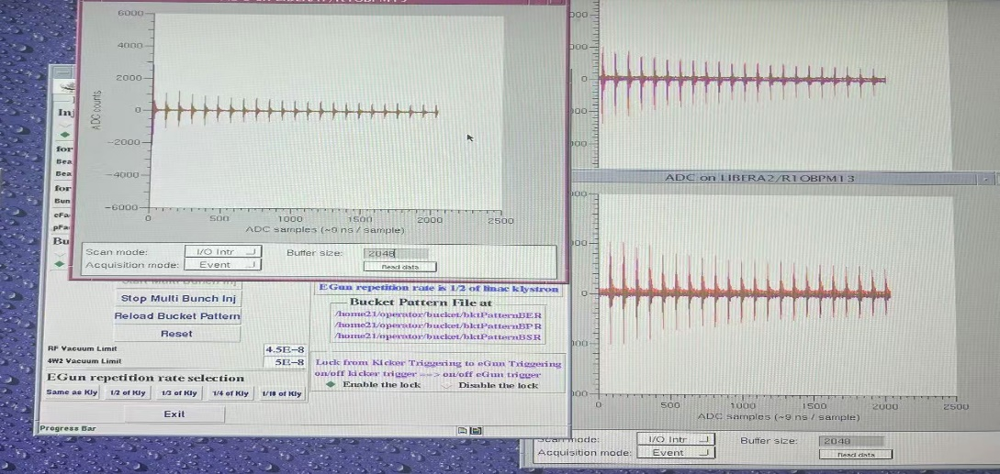 6000
4000
2000
0
−2000
−4000
−6000
ADC counts
0
500
1000
1500
2000
2500
ADC samples (~9 ns / sample)
Scan mode:
I/O Intr
Buffer size:
2048
Acquisition mode:
Event
Read data
Inj
for
Bea
Bea
for
Bun
eFa
pFa
Bu
Stop Multi Bunch Inj
Reload Bucket Pattern
Reset
RF Vacuum Limit
4.5E−8
4W2 Vacuum Limit
5E−8
EGun repetition rate selection
Same as Kly
1/2 of Kly
1/3 of Kly
1/4 of Kly
1/10 of Kly
Exit
Progress Bar
EGun repetition rate is 1/2 of linac klystron
Bucket Pattern File at
/home21/operator/bucket/bktPatternBER
/home21/operator/bucket/bktPatternBPR
/home21/operator/bucket/bktPatternBSR
Lock from Kicker Triggering to eGun Triggering
on/off kicker trigger ==> on/off eGun trigger
Enable the lock
Disable the lock
000
0
000
ADC on LIBERA2/R1OBPM13
000
000
0
000
000
0
500
1000
1500
2000
2500
ADC samples (~9 ns / sample)
Scan mode:
I/O Intr
Buffer size:
2048
Acquisition mode:
Event
Read data